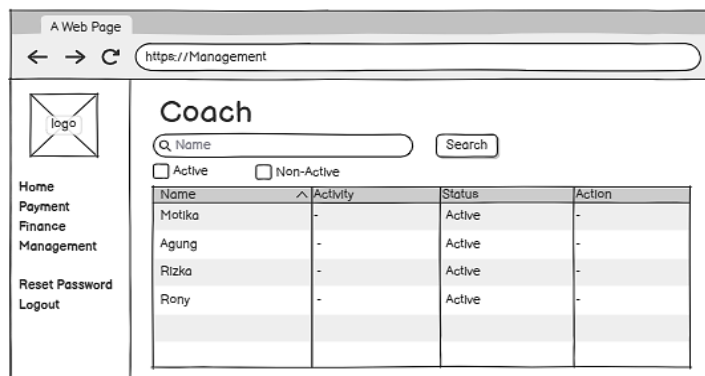 A Web Page
https://Management
logo
Home
Payment
Finance
Management
Reset Password
Logout
Coach
Name
Search
Active Non-Active
Name Activity Status Action
Motika - Active -
Agung - Active -
Rizka - Active -
Rony - Active -